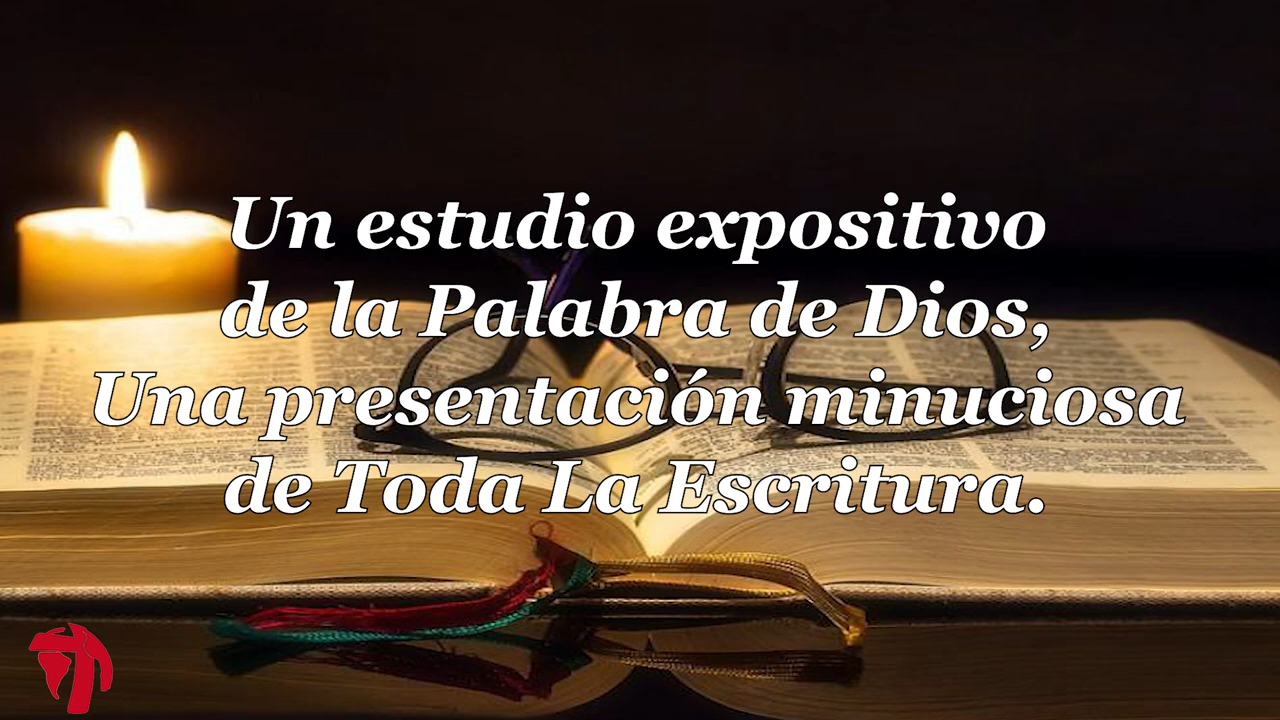 Un estudio expositivo
de la Palabra de Dios,
Una presentación minuciosa
de Toda La Escritura.